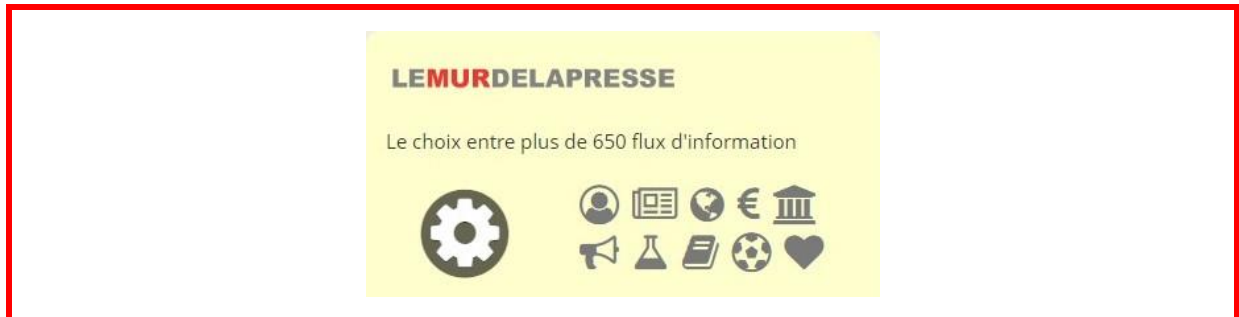 LEMURDELAPRESSE
Le choix entre plus de 650 flux d'information